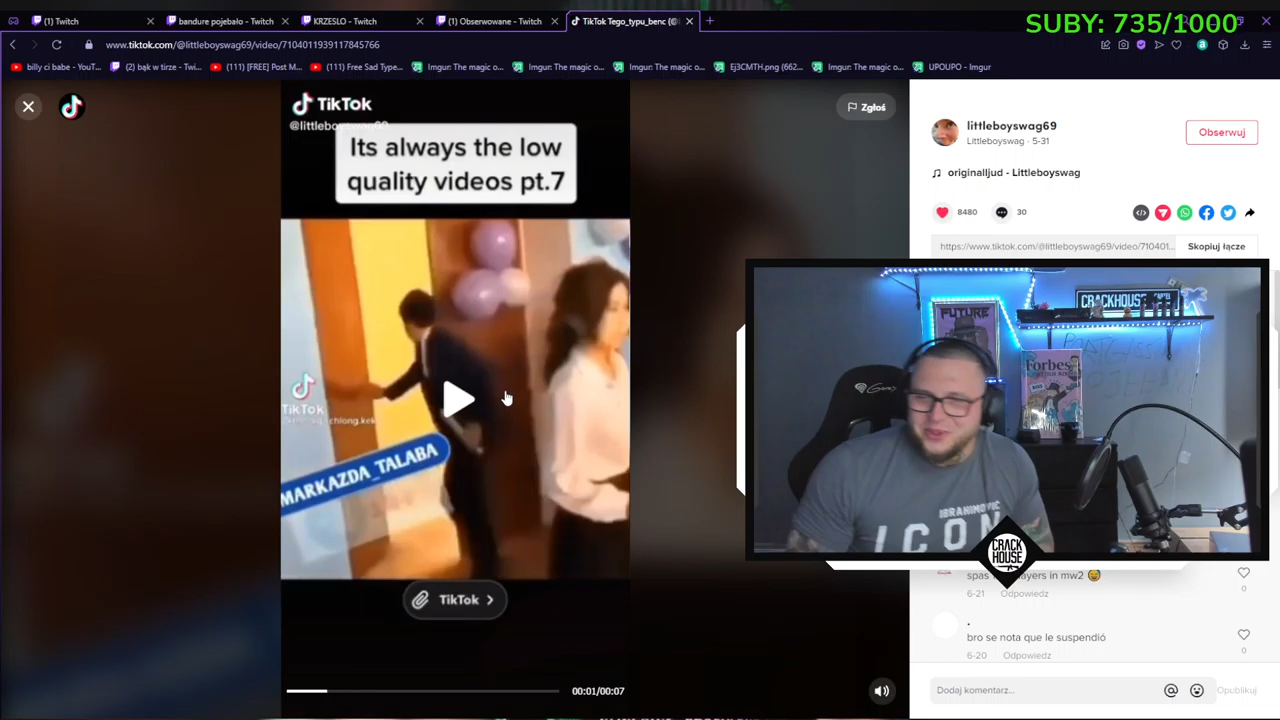 (1) Twitch
bandure pojebało - Twitch
KRZESLO - Twitch
(1) Obserwowane - Twitch
TikTok Tego_typu_benc (@
SUBY: 735/1000
www.tiktok.com/@littleboyswag69/video/7104011939117845766
billy ci babe - YouT...
(2) bąk w tirze - Twi...
(111) [FREE] Post M...
(111) Free Sad Type...
Imgur: The magic o...
Imgur: The magic o...
Imgur: The magic o...
Ej3CMTH.png (662...
Imgur: The magic o...
UPOUPO - Imgur
TikTok
@littleboyswag69
Its always the low
quality videos pt.7
Zgłoś
littleboyswag69
Littleboyswag · 5-31
Obserwuj
originalljud - Littleboyswag
8480
30
https://www.tiktok.com/@littleboyswag69/video/710401...
Skopiuj łącze
TikTok
MARKAZDA_TALABA
TikTok
00:01/00:07
FUTURE
CRACKHOUSE
Forbes
IBRAHIMOVIC
ICON
CRACK
HOUSE
6-21
Odpowiedz
0
.
bro se nota que le suspendió
6-20
Odpowiedz
0
Dodaj komentarz...
Opublikuj